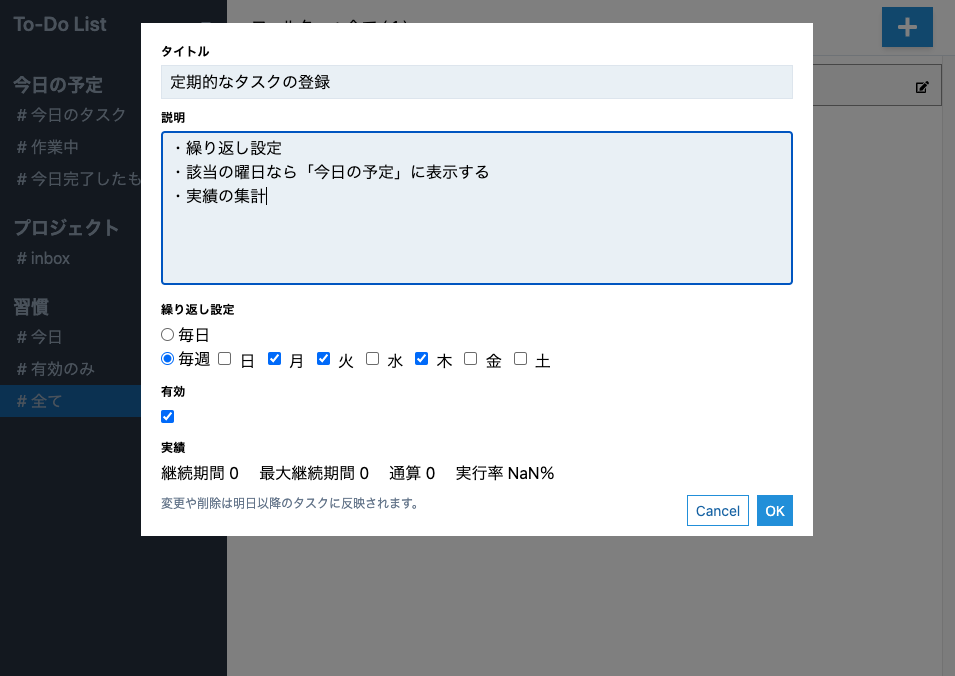 To-Do List
今日の予定
# 今日のタスク
# 作業中
# 今日完了したも
プロジェクト
# inbox
習慣
# 今日
# 有効のみ
# 全て
タイトル
定期的なタスクの登録
説明
・繰り返し設定
・該当の曜日なら「今日の予定」に表示する
・実績の集計
繰り返し設定
毎日
毎週 日 月 火 水 木 金 土
有効
実績
継続期間 0 最大継続期間 0 通算 0 実行率 NaN%
変更や削除は明日以降のタスクに反映されます。
Cancel OK